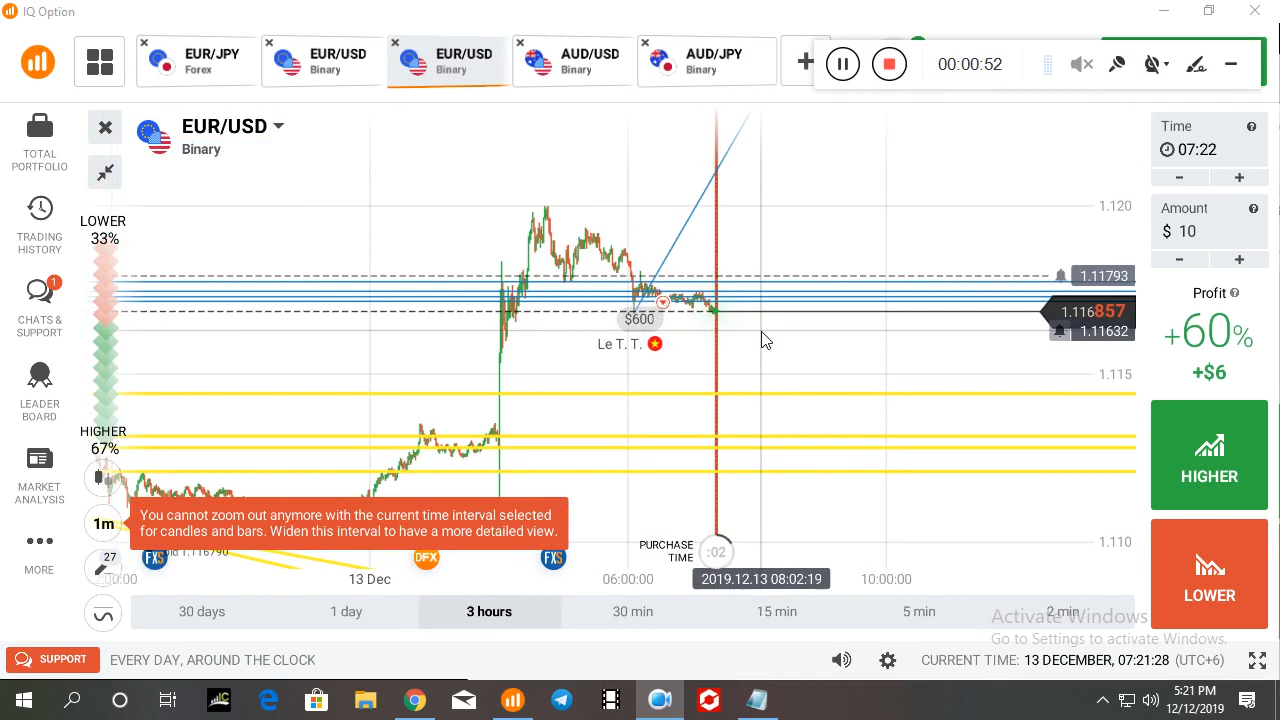 IQ Option
EUR/JPY
Forex
EUR/USD
Binary
EUR/USD
Binary
AUD/USD
Binary
AUD/JPY
Binary
00:00:52
TOTAL
PORTFOLIO
TRADING
HISTORY
1
CHATS &
SUPPORT
LEADER
BOARD
MARKET
ANALYSIS
MORE
EUR/USD
Binary
LOWER
33%
HIGHER
67%
1m
27
You cannot zoom out anymore with the current time interval selected
for candles and bars. Widen this interval to have a more detailed view.
1.116790
FXS
DFX
FXS
$600
Le T. T.
1.120
1.11793
1.116857
1.11632
1.115
1.110
PURCHASE
TIME
:02
:00:00
13 Dec
06:00:00
2019.12.13 08:02:19
10:00:00
30 days
1 day
3 hours
30 min
15 min
5 min
2 min
Time
07:22
- +
Amount
$ 10
- +
Profit
+60%
+$6
HIGHER
LOWER
Activate Windows
Go to Settings to activate Windows.
SUPPORT
EVERY DAY, AROUND THE CLOCK
CURRENT TIME: 13 DECEMBER, 07:21:28 (UTC+6)
5:21 PM
12/12/2019